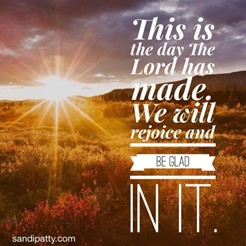 This is
the day The
Lord has
made.
We will
rejoice and
BE GLAD
IN IT.
sandipatty.com